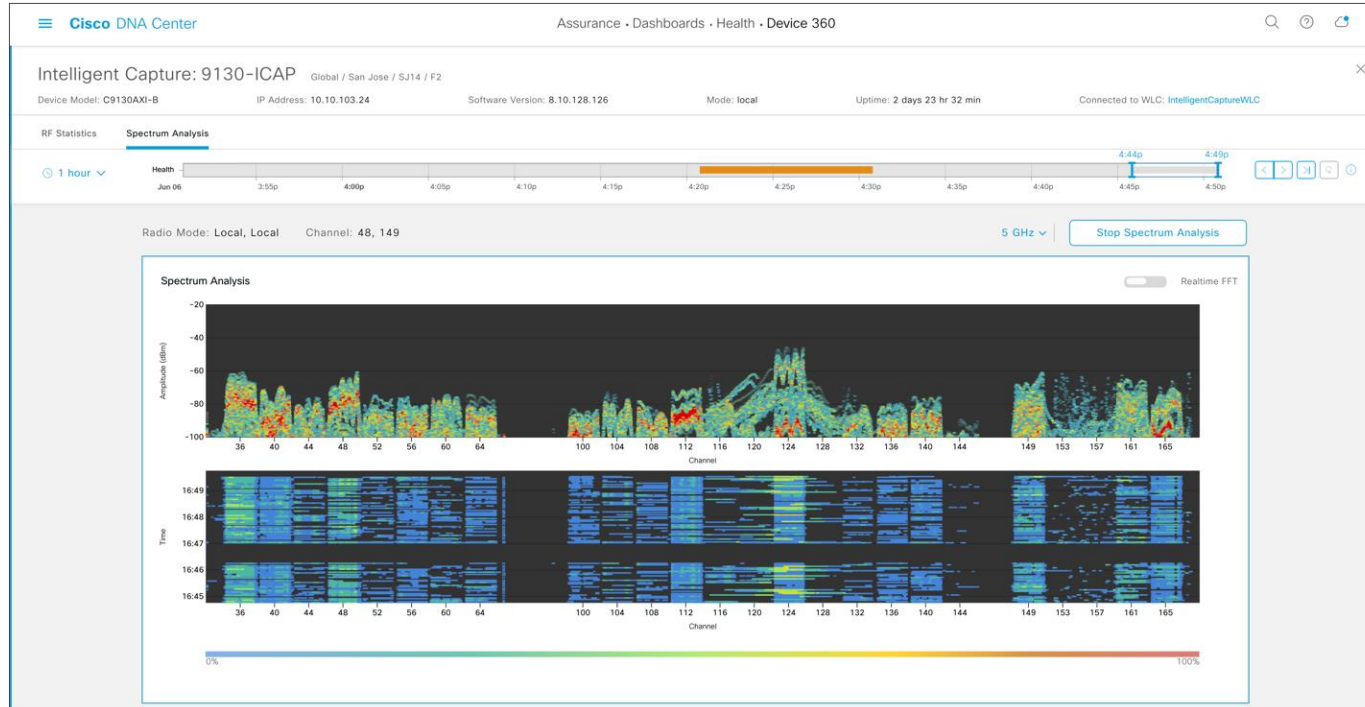 Cisco DNA Center
Assurance · Dashboards · Health · Device 360
Intelligent Capture: 9130-ICAP Global / San Jose / SJ14 / F2
Device Model: C9130AXI-B IP Address: 10.10.103.24 Software Version: 8.10.128.126 Mode: local Uptime: 2 days 23 hr 32 min Connected to WLC: IntelligentCaptureWLC
RF Statistics Spectrum Analysis
4:44p 4:49p
1 hour Health
Jun 06 3:55p 4:00p 4:05p 4:10p 4:15p 4:20p 4:25p 4:30p 4:35p 4:40p 4:45p 4:50p
Radio Mode: Local, Local Channel: 48, 149 5 GHz Stop Spectrum Analysis
Spectrum Analysis Realtime FFT
Amplitude (dBm)
-20
-40
-60
-80
-100
36 40 44 48 52 56 60 64 100 104 108 112 116 120 124 128 132 136 140 144 149 153 157 161 165
Channel
Time
16:49
16:48
16:47
16:46
16:45
36 40 44 48 52 56 60 64 100 104 108 112 116 120 124 128 132 136 140 144 149 153 157 161 165
Channel
0% 100%